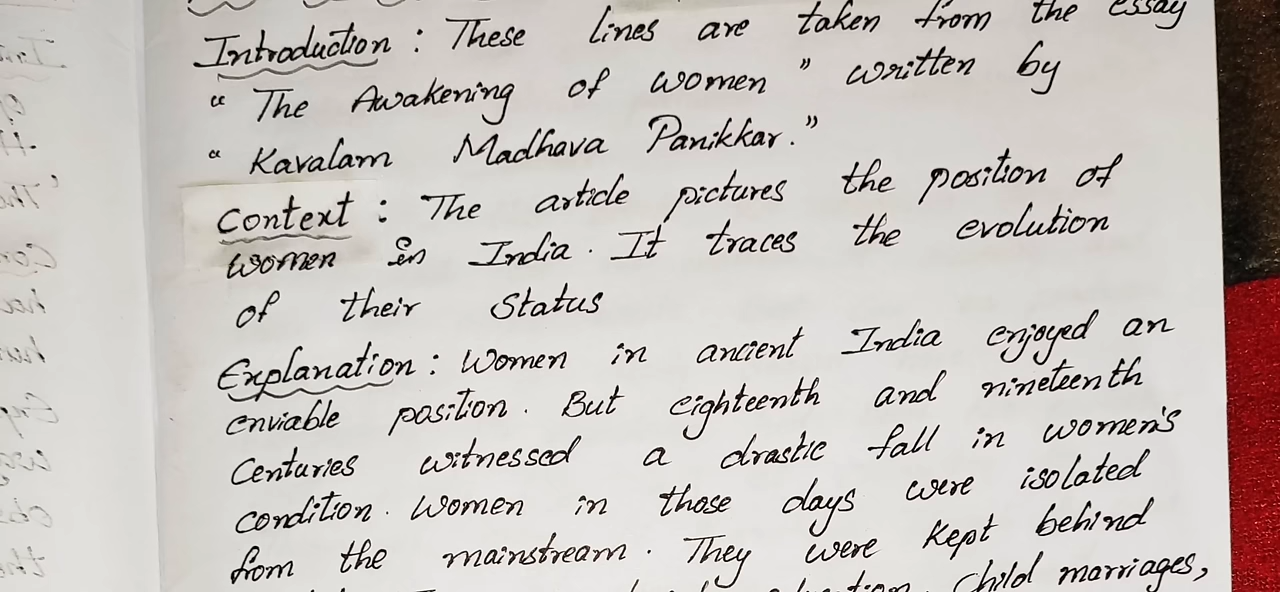 Introduction : These lines are taken from the essay
" The Awakening of women " written by
" Kavalam Madhava Panikkar."
Context : The article pictures the position of
women in India. It traces the evolution
of their Status
Explanation : Women in ancient India enjoyed an
enviable position. But eighteenth and nineteenth
Centuries witnessed a drastic fall in women's
condition. Women in those days were isolated
from the mainstream. They were kept behind
child marriages,